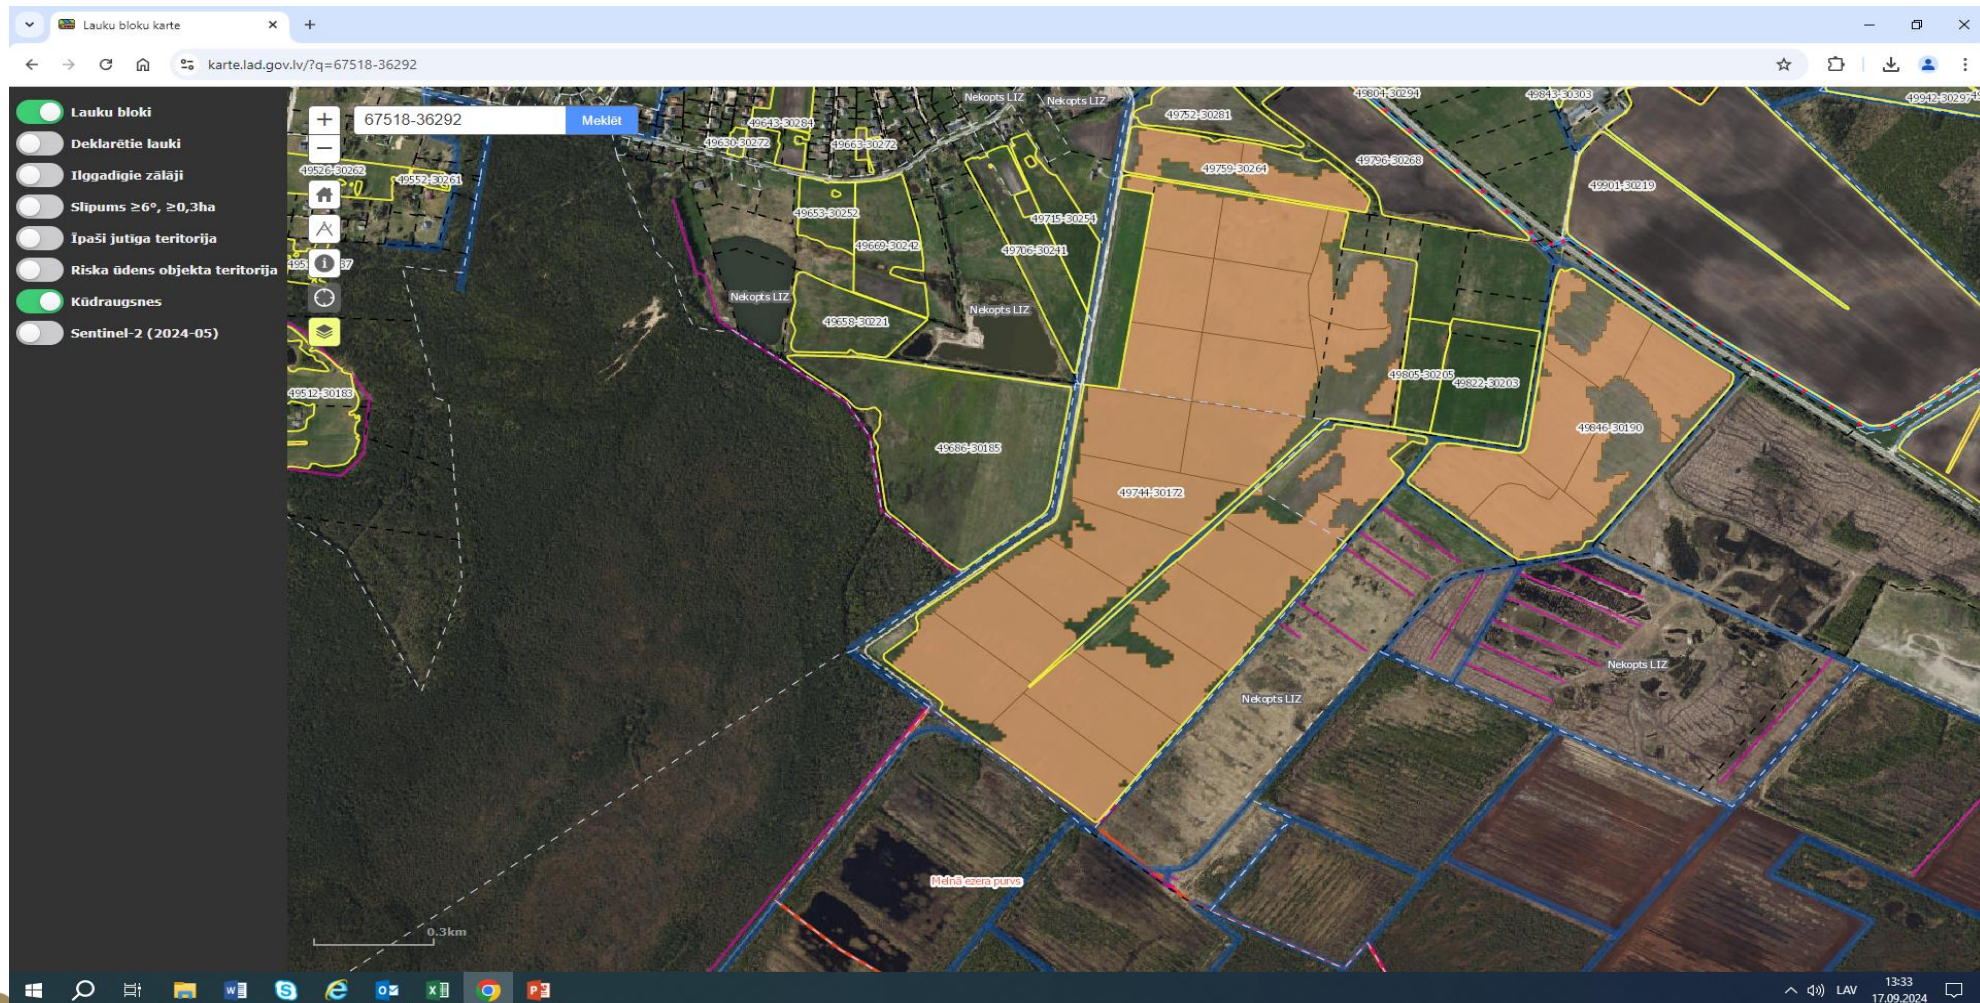 Lauku bloku karte
karte.lad.gov.lv/?q=67518-36292
Lauku bloki
Deklarētie lauki
Ilggadīgie zālāji
Slīpums ≥6°, ≥0,3ha
Īpaši jutīga teritorija
Riska ūdens objekta teritorija
Kūdraugsnes
Sentinel-2 (2024-05)
67518-36292
Meklēt
Nekopts LIZ
Nekopts LIZ
49752-30281
49804-30294
49843-30303
49942-30297
49643-30284
49630-30272
49663-30272
49526-30262
49552-30261
49759-30264
49796-30268
49901-30219
49653-30252
49715-30254
49669-30242
49706-30241
Nekopts LIZ
Nekopts LIZ
49658-30221
49805-30205
49822-30203
49512-30183
49686-30185
49846-30190
49744-30172
Nekopts LIZ
Nekopts LIZ
Melnā ezera purvs
0.3km
LAV
13:33
17.09.2024